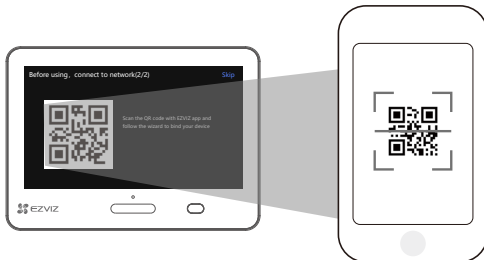 Before using，connect to network(2/2)
Skip
Scan the QR code with EZVIZ app and
follow the wizard to bind your device
EZVIZ